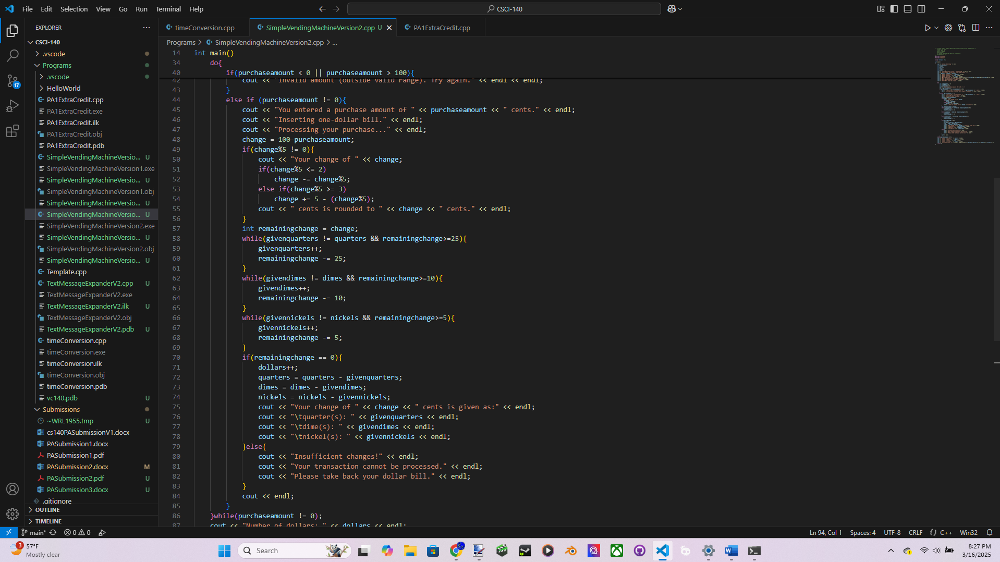 File Edit Selection View Go Run Terminal Help
CSCI-140
EXPLORER
timeConversion.cpp
SimpleVendingMachineVersion2.cpp U
PA1ExtraCredit.cpp
Programs > SimpleVendingMachineVersion2.cpp > ...
CSCI-140
.vscode
Programs
.vscode
HelloWorld
PA1ExtraCredit.cpp
PA1ExtraCredit.exe
PA1ExtraCredit.ilk
PA1ExtraCredit.obj
PA1ExtraCredit.pdb
SimpleVendingMachineVersio... U
SimpleVendingMachineVersion1.exe
SimpleVendingMachineVersio... U
SimpleVendingMachineVersion1.obj
SimpleVendingMachineVersio... U
SimpleVendingMachineVersio... U
SimpleVendingMachineVersion2.exe
SimpleVendingMachineVersio... U
SimpleVendingMachineVersion2.obj
SimpleVendingMachineVersio... U
Template.cpp
TextMessageExpanderV2.cpp U
TextMessageExpanderV2.exe
TextMessageExpanderV2.ilk U
TextMessageExpanderV2.obj
TextMessageExpanderV2.pdb U
timeConversion.cpp
timeConversion.exe
timeConversion.ilk
timeConversion.obj
timeConversion.pdb
vc140.pdb U
Submissions
~WRL1955.tmp U
cs140PASubmissionV1.docx
PASubmission1.docx
PASubmission1.pdf
PASubmission2.docx M
PASubmission2.pdf U
PASubmission3.docx U
.gitignore
OUTLINE
TIMELINE
17
14 int main()
34 do{
40 if(purchaseamount < 0 || purchaseamount > 100){
42 cout << "Invalid amount (outside valid range). Try again." << endl << endl;
43 }
44 else if (purchaseamount != 0){
45 cout << "You entered a purchase amount of " << purchaseamount << " cents." << endl;
46 cout << "Inserting one-dollar bill." << endl;
47 cout << "Processing your purchase..." << endl;
48 change = 100-purchaseamount;
49 if(change%5 != 0){
50 cout << "Your change of " << change;
51 if(change%5 <= 2)
52 change -= change%5;
53 else if(change%5 >= 3)
54 change += 5 - (change%5);
55 cout << " cents is rounded to " << change << " cents." << endl;
56 }
57 int remainingchange = change;
58 while(givenquarters != quarters && remainingchange>=25){
59 givenquarters++;
60 remainingchange -= 25;
61 }
62 while(givendimes != dimes && remainingchange>=10){
63 givendimes++;
64 remainingchange -= 10;
65 }
66 while(givennickels != nickels && remainingchange>=5){
67 givennickels++;
68 remainingchange -= 5;
69 }
70 if(remainingchange == 0){
71 dollars++;
72 quarters = quarters - givenquarters;
73 dimes = dimes - givendimes;
74 nickels = nickels - givennickels;
75 cout << "Your change of " << change << " cents is given as:" << endl;
76 cout << "\tquarter(s): " << givenquarters << endl;
77 cout << "\tdime(s): " << givendimes << endl;
78 cout << "\tnickel(s): " << givennickels << endl;
79 }else{
80 cout << "Insufficient changes!" << endl;
81 cout << "Your transaction cannot be processed." << endl;
82 cout << "Please take back your dollar bill." << endl;
83 }
84 cout << endl;
85 }
86 }while(purchaseamount != 0);
87 cout << "Number of dollars: " << dollars << endl;
main* 0 0
Ln 94, Col 1 Spaces: 4 UTF-8 CRLF {} C++ Win32
3
57°F
Mostly clear
Search
8:27 PM
3/16/2025